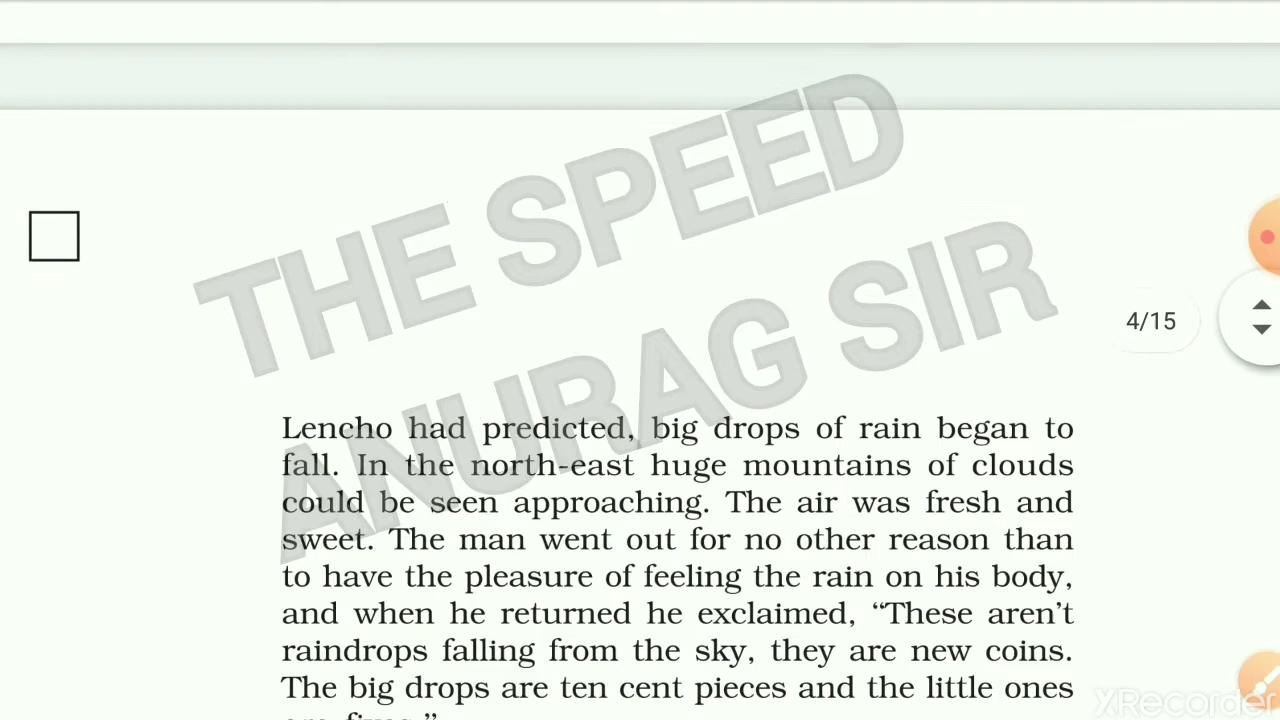 THE SPEED
ANURAG SIR
4/15
Lencho had predicted, big drops of rain began to
fall. In the north-east huge mountains of clouds
could be seen approaching. The air was fresh and
sweet. The man went out for no other reason than
to have the pleasure of feeling the rain on his body,
and when he returned he exclaimed, “These aren’t
raindrops falling from the sky, they are new coins.
The big drops are ten cent pieces and the little ones
XRecorder